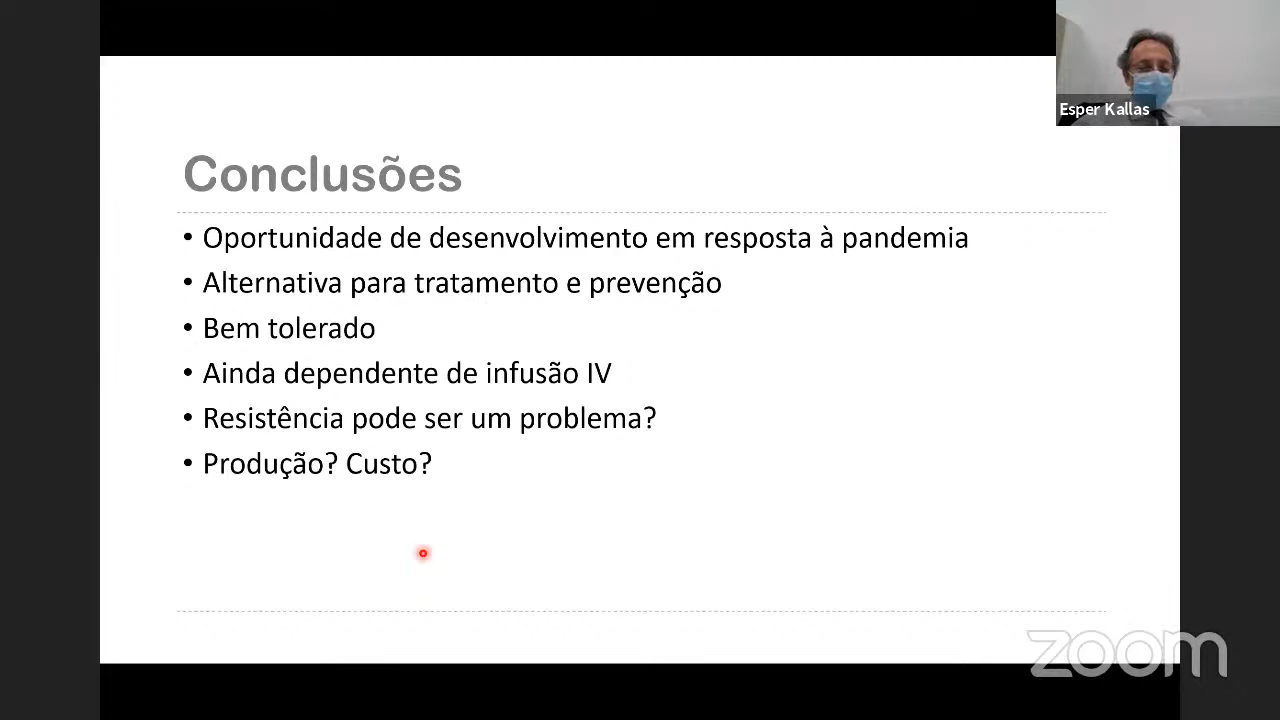 Esper Kallas
Conclusões
• Oportunidade de desenvolvimento em resposta à pandemia
• Alternativa para tratamento e prevenção
• Bem tolerado
• Ainda dependente de infusão IV
• Resistência pode ser um problema?
• Produção? Custo?
zoom